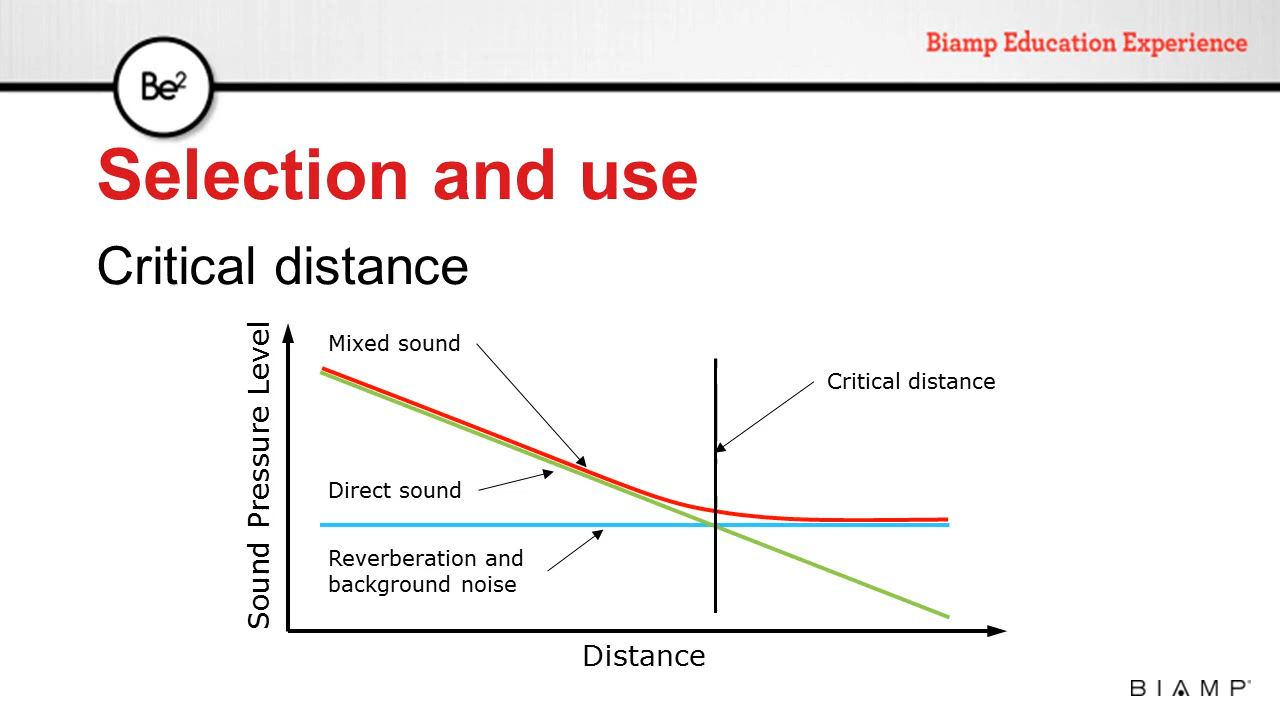 Biamp Education Experience
Be²
Selection and use
Critical distance
Sound Pressure Level
Mixed sound
Critical distance
Direct sound
Reverberation and
background noise
Distance
BIAMP®